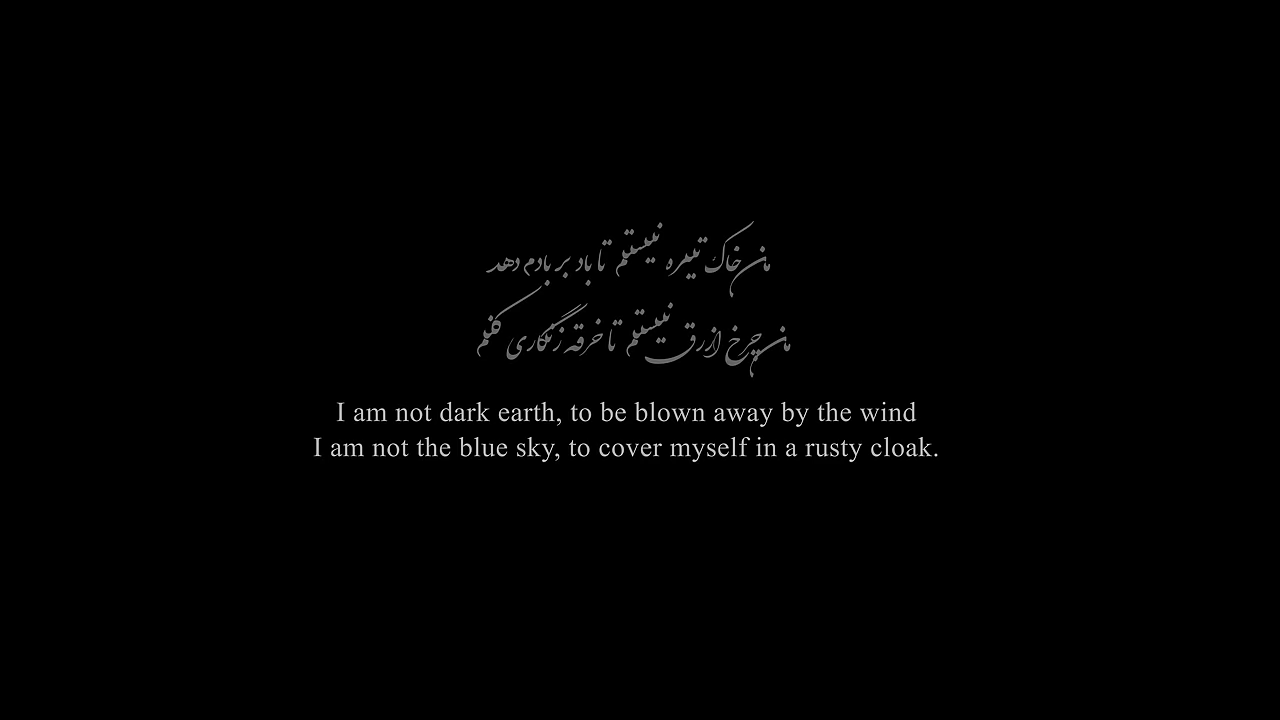 من خاک تیره نیستم تا باد بر بادم دهد
من چرخ ازرق نیستم تا خرقه زنگاری کنم
I am not dark earth, to be blown away by the wind
I am not the blue sky, to cover myself in a rusty cloak.